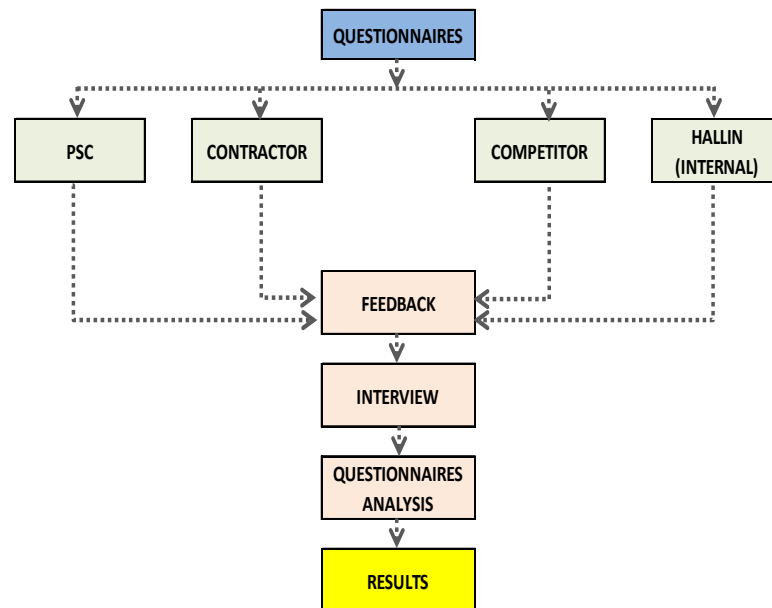 QUESTIONNAIRES
PSC
CONTRACTOR
COMPETITOR
HALLIN
(INTERNAL)
FEEDBACK
INTERVIEW
QUESTIONNAIRES
ANALYSIS
RESULTS